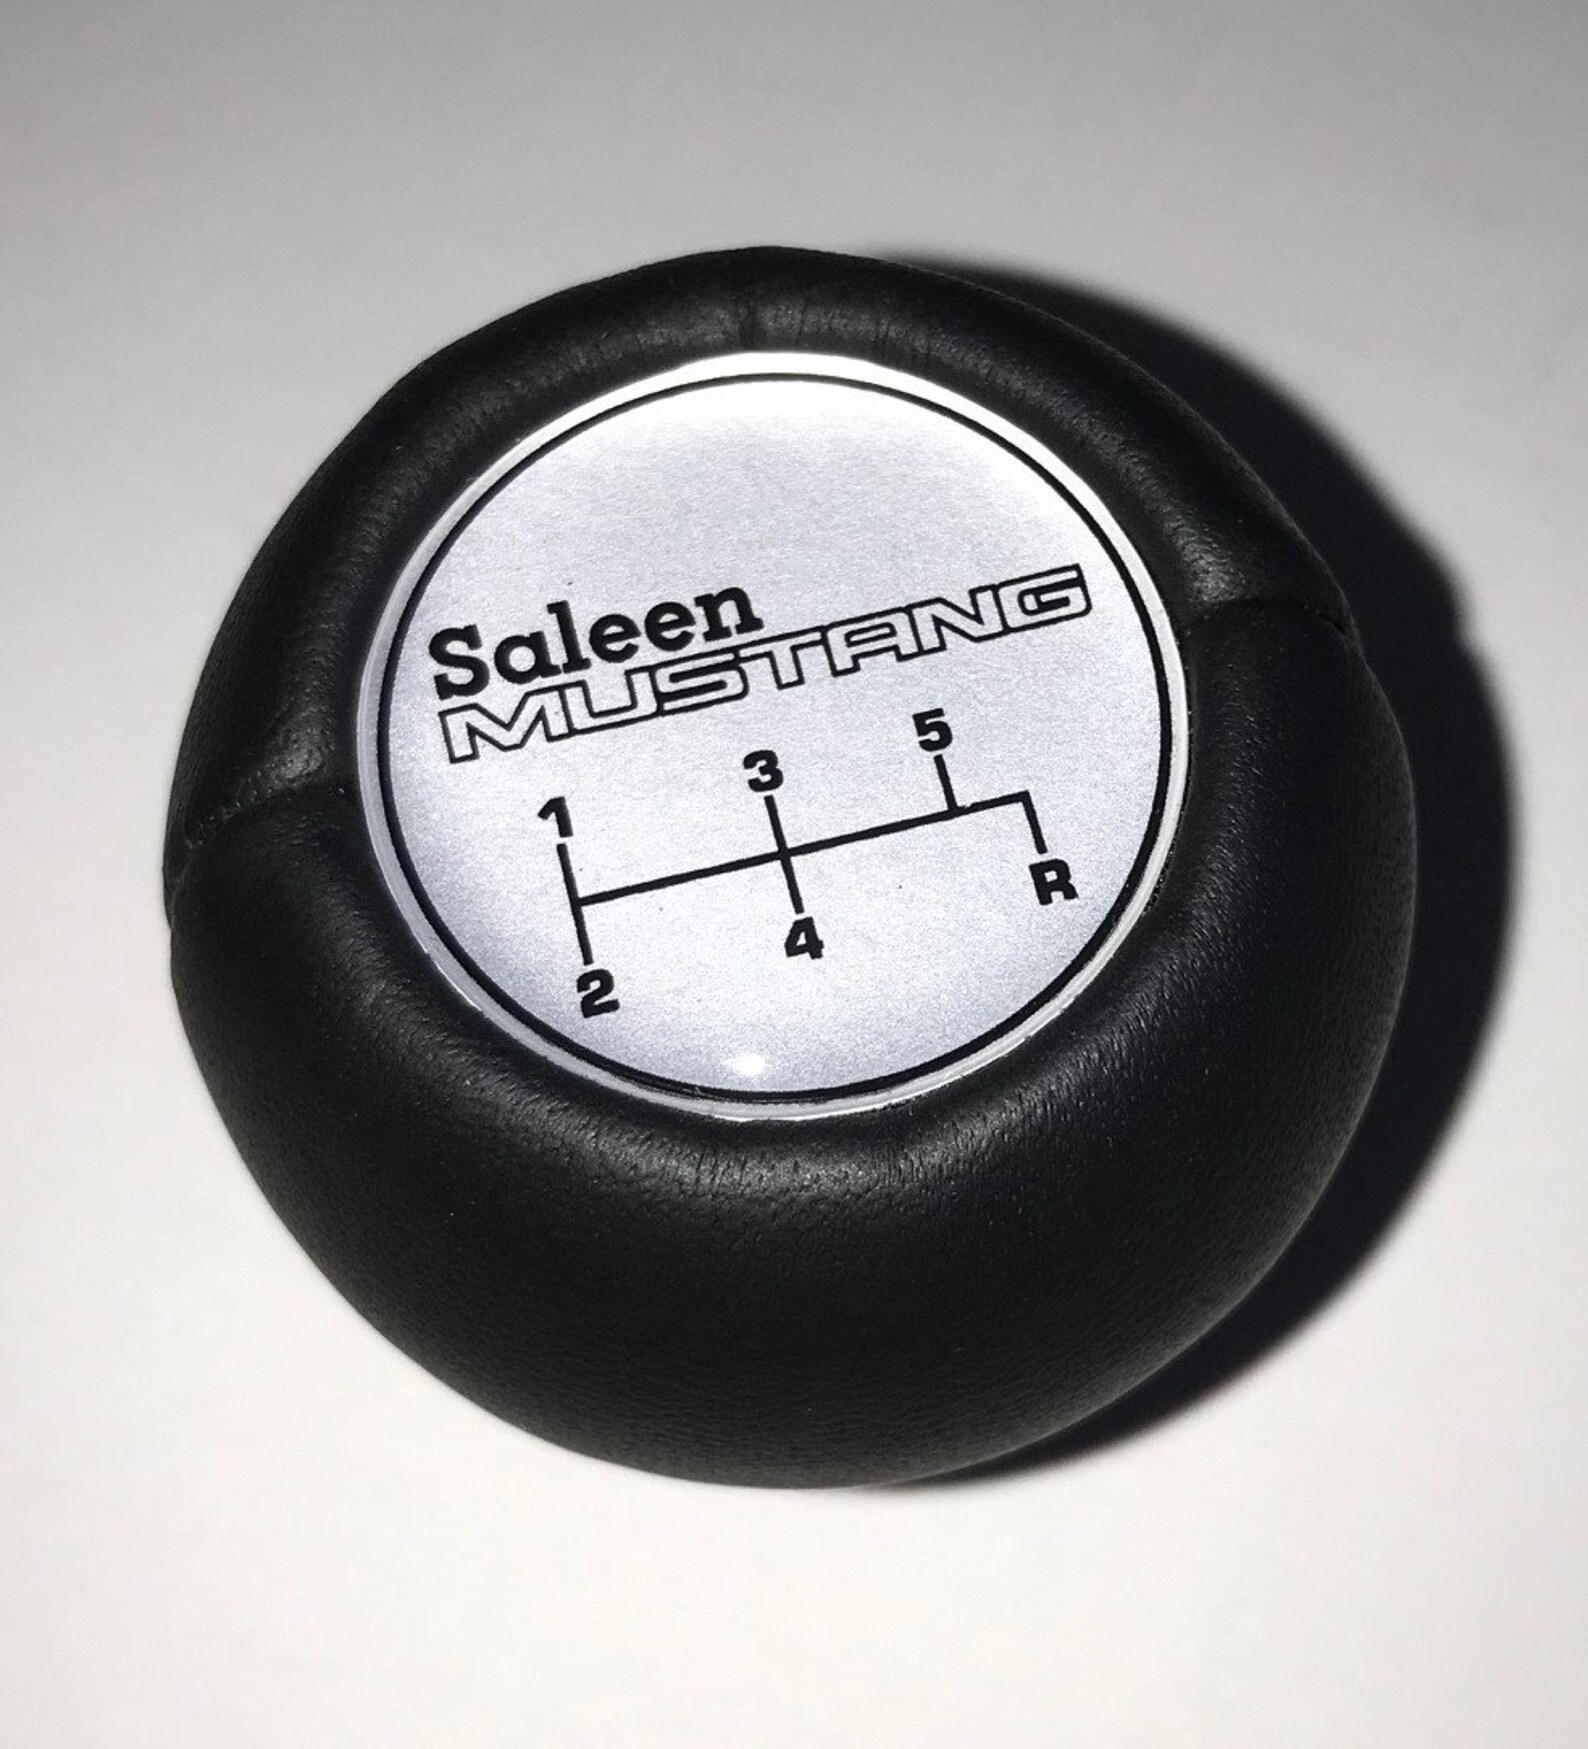 Saleen
MUSTANG
1 3 5
2 4 R